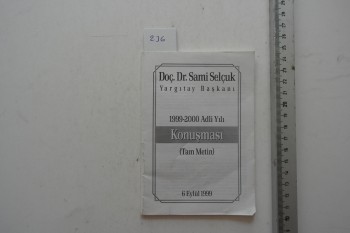 236
Doç. Dr. Sami Selçuk
Yargıtay Başkanı
1999-2000 Adli Yılı
Konuşması
(Tam Metin)
6 Eylül 1999